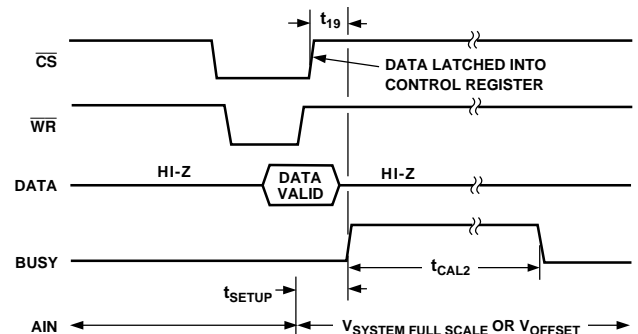 t19
CS
DATA LATCHED INTO
CONTROL REGISTER
WR
HI-Z
DATA
VALID
HI-Z
DATA
BUSY
tCAL2
tSETUP
AIN
VSYSTEM FULL SCALE OR VOFFSET